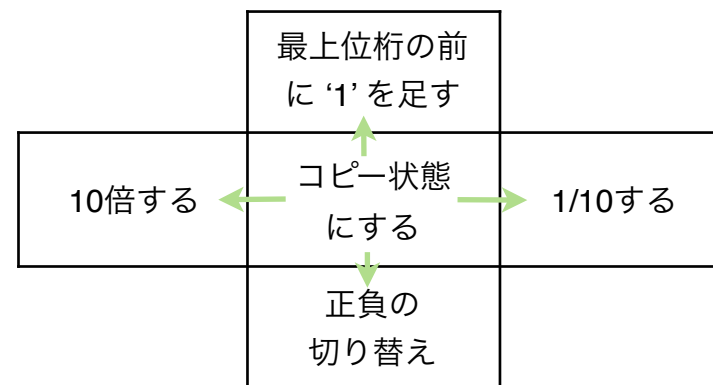 最上位桁の前
に ‘1’ を足す
10倍する
コピー状態
にする
1/10する
正負の
切り替え